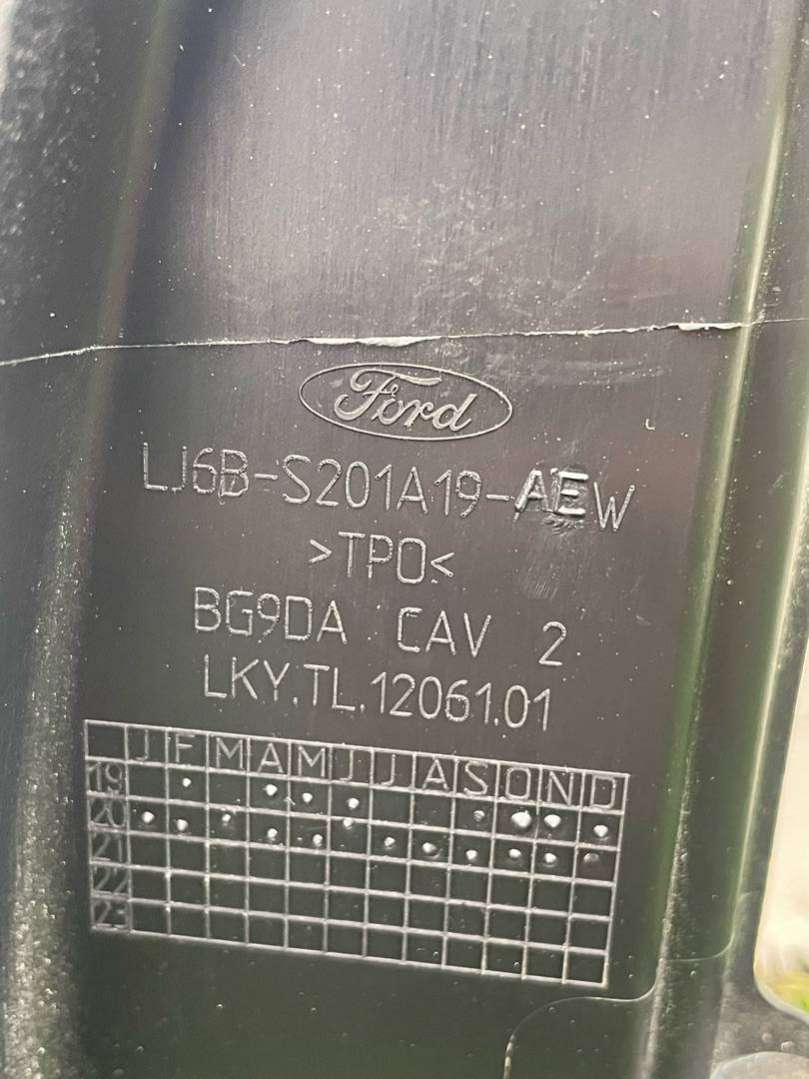 Ford
LJ6B-S201A19-AEW
>TPO<
BG9DA CAV 2
LKY.TL.12061.01
J F M A M J J A S O N D
19
20
21
22
23